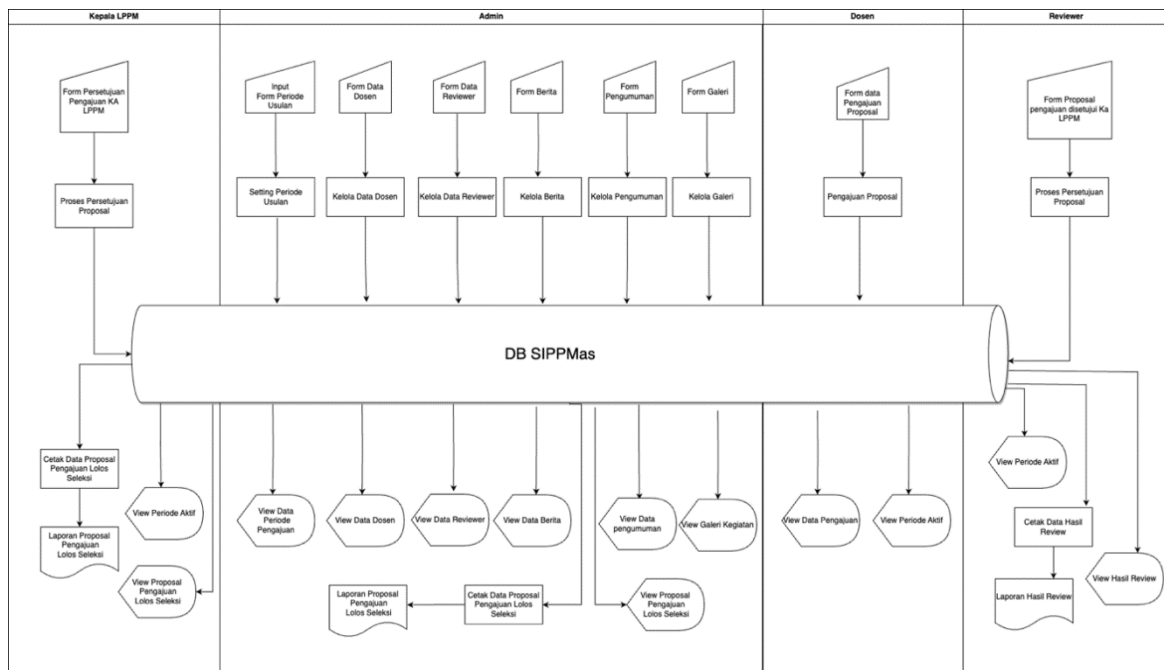 Kepala LPPM
Admin
Dosen
Reviewer
Form Persetujuan
Pengajuan KA
LPPM
Input
Form Periode
Usulan
Form Data
Dosen
Form Data
Reviewer
Form Berita
Form
Pengumuman
Form Galeri
Form data
Pengajuan
Proposal
Form Proposal
pengajuan disetujui Ka
LPPM
Proses Persetujuan
Proposal
Setting Periode
Usulan
Kelola Data Dosen
Kelola Data Reviewer
Kelola Berita
Kelola Pengumuman
Kelola Galeri
Pengajuan Proposal
Proses Persetujuan
Proposal
DB SIPPMas
Cetak Data Proposal
Pengajuan Lolos
Seleksi
View Periode Aktif
Laporan Proposal
Pengajuan
Lolos Seleksi
View Proposal
Pengajuan
Lolos Seleksi
View Data
Periode
Pengajuan
View Data Dosen
View Data Reviewer
View Data Berita
View Data
pengumuman
View Galeri Kegiatan
Laporan Proposal
Pengajuan
Lolos Seleksi
Cetak Data Proposal
Pengajuan Lolos
Seleksi
View Proposal
Pengajuan
Lolos Seleksi
View Data Pengajuan
View Periode Aktif
View Periode Aktif
Cetak Data Hasil
Review
View Hasil Review
Laporan Hasil Review